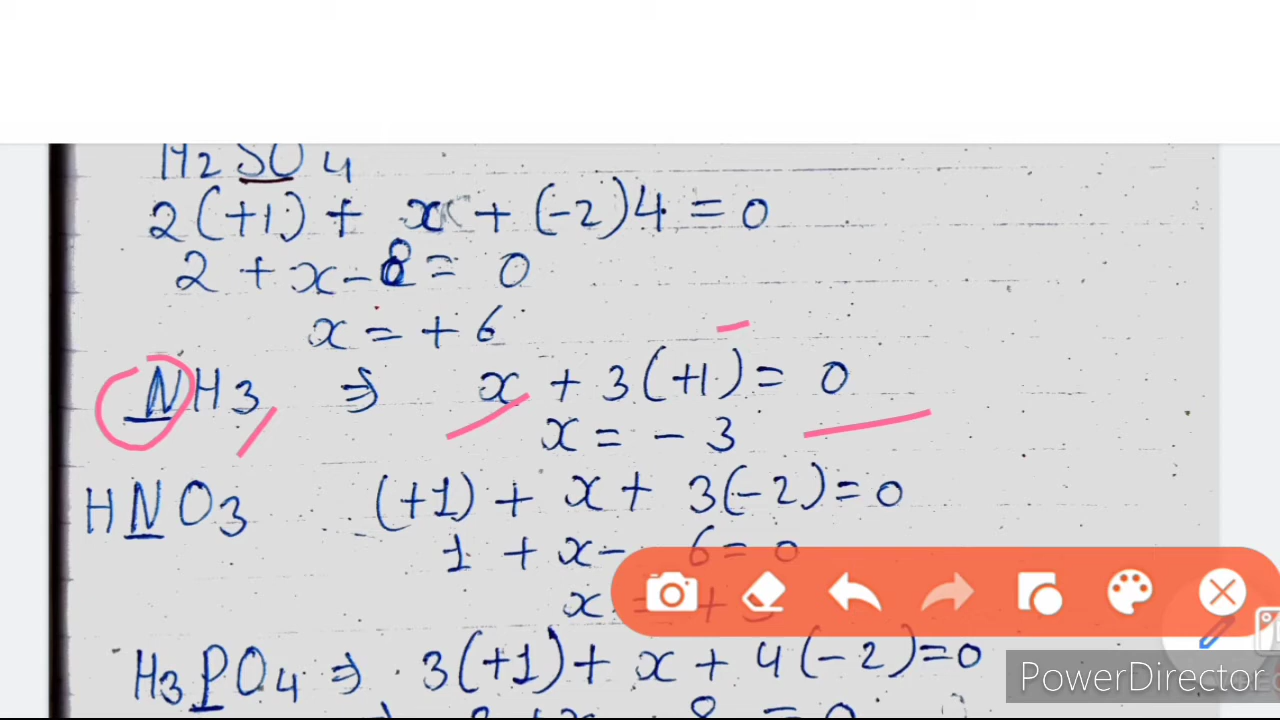 H2SO4
2(+1) + x + (-2)4 = 0
2 + x - 8 = 0
x = + 6
NH3 ⇒ x + 3(+1) = 0
x = - 3
HNO3 (+1) + x + 3(-2) = 0
1 + x - 6 = 0
x = +
H3PO4 ⇒ 3(+1) + x + 4(-2) = 0
PowerDirector